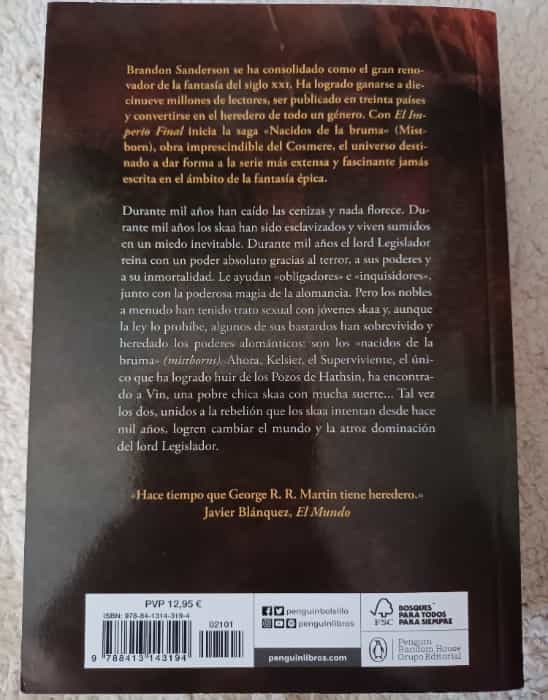 Brandon Sanderson se ha consolidado como el gran reno-
vador de la fantasía del siglo XXI. Ha logrado ganarse a die-
cinueve millones de lectores, ser publicado en treinta países
y convertirse en el heredero de todo un género. Con El Im-
perio Final inicia la saga «Nacidos de la bruma» (Mist-
born), obra imprescindible del Cosmere, el universo desti-
nado a dar forma a la serie más extensa y fascinante jamás
escrita en el ámbito de la fantasía épica.
Durante mil años han caído las cenizas y nada florece. Du-
rante mil años los skaa han sido esclavizados y viven sumidos
en un miedo inevitable. Durante mil años el lord Legislador
reina con un poder absoluto gracias al terror, a sus poderes y
a su inmortalidad. Le ayudan «obligadores» e «inquisidores»,
junto con la poderosa magia de la alomancia. Pero los nobles
a menudo han tenido trato sexual con jóvenes skaa y, aunque
la ley lo prohíbe, algunos de sus bastardos han sobrevivido y
heredado los poderes alománticos: son los «nacidos de la
bruma» (mistborns). Ahora, Kelsier, el Superviviente, el úni-
co que ha logrado huir de los Pozos de Hathsin, ha encontra-
do a Vin, una pobre chica skaa con mucha suerte... Tal vez
los dos, unidos a la rebelión que los skaa intentan desde hace
mil años, logren cambiar el mundo y la atroz dominación
del lord Legislador.
«Hace tiempo que George R. R. Martin tiene heredero.»
Javier Blánquez, El Mundo
PVP 12,95 €
ISBN: 978-84-1314-319-4
02101
9 788413 143194
penguinbolsillo
penguinlibros
penguinlibros.com
FSC
BOSQUES
PARA TODOS
PARA SIEMPRE
Penguin
Random House
Grupo Editorial